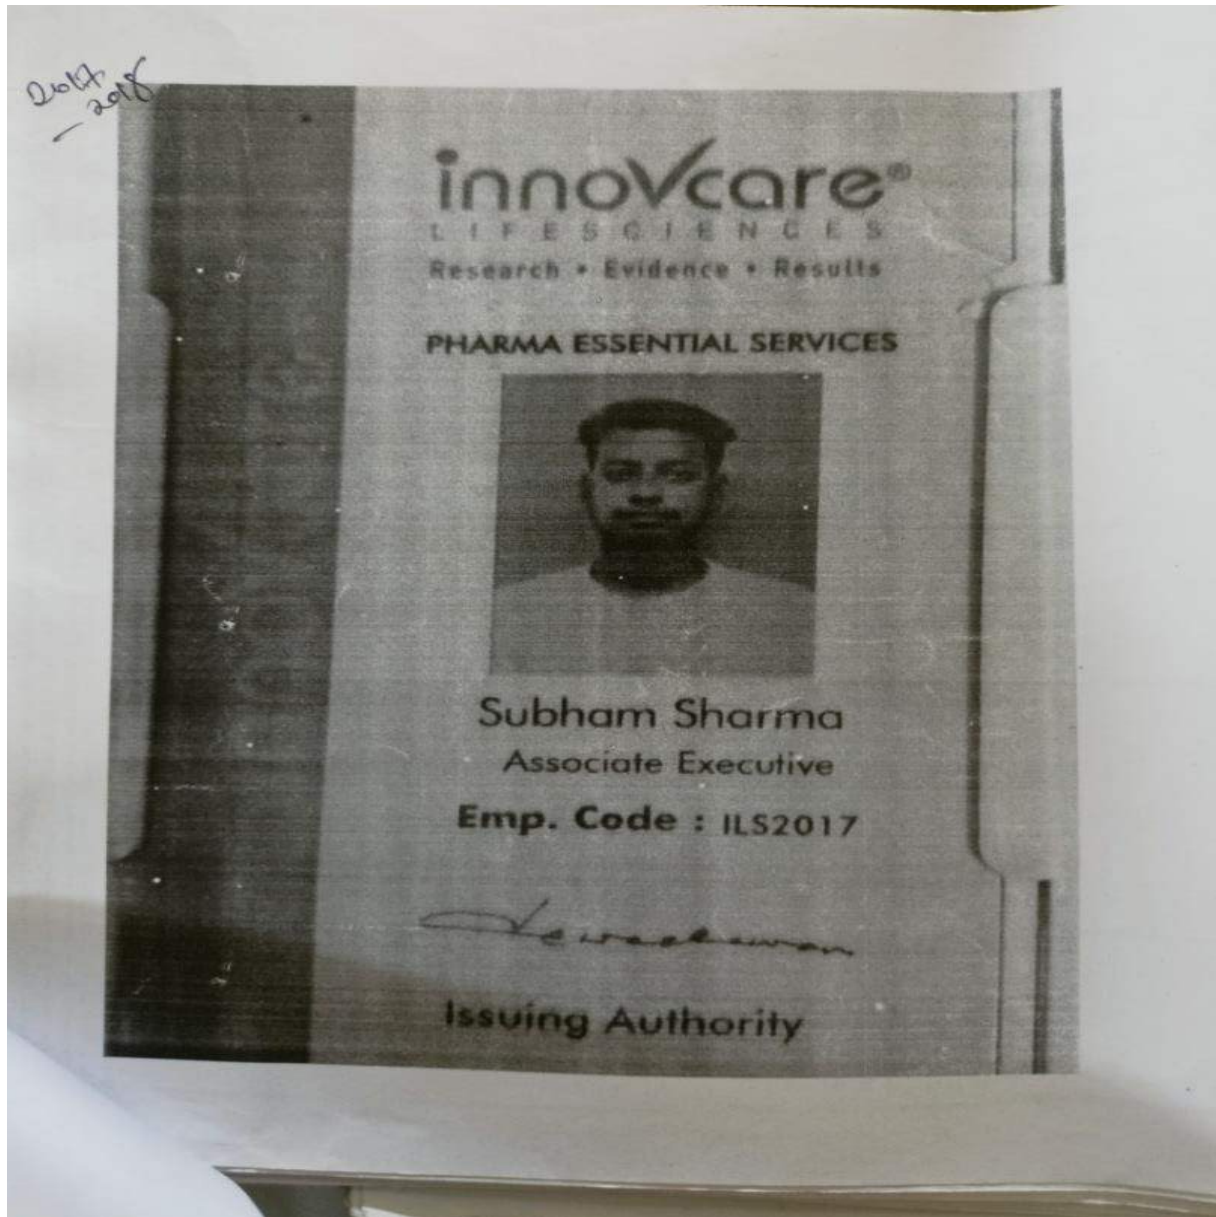 2017
- 2018
innovcare®
LIFESCIENCES
Research • Evidence • Results
PHARMA ESSENTIAL SERVICES
Subham Sharma
Associate Executive
Emp. Code : ILS2017
Issuing Authority